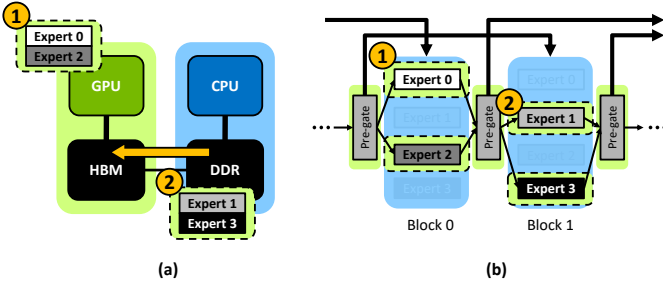 1
Expert 0
Expert 2
GPU
CPU
HBM
DDR
2
Expert 1
Expert 3
(a)
1
Expert 0
Expert 0
2
Expert 1
Expert 1
Pre-gate
Pre-gate
Pre-gate
Expert 2
Expert 2
Expert 3
Expert 3
Block 0
Block 1
(b)